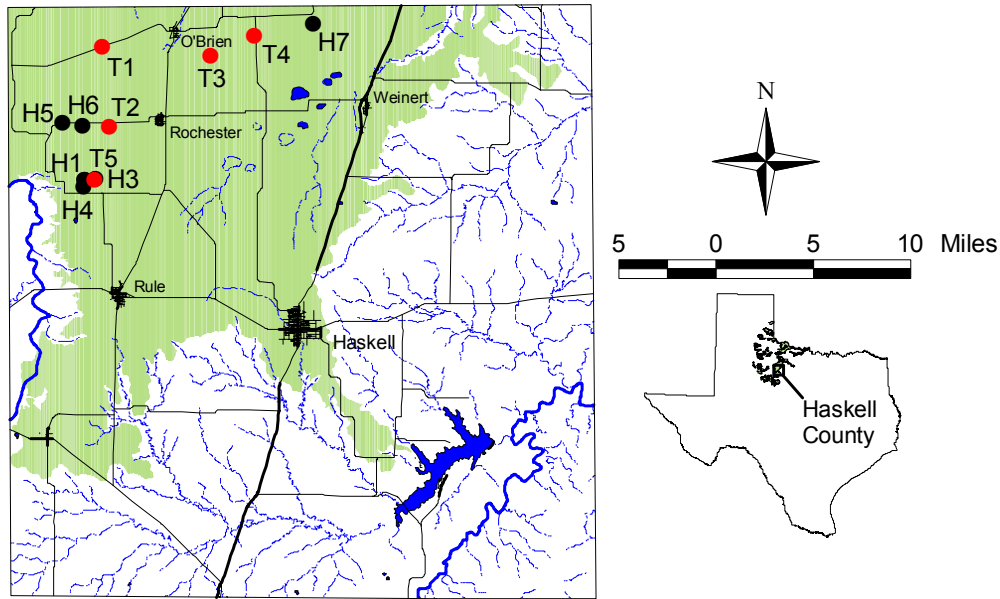 O'Brien
H7
T4
T1
T3
N
Weinert
H5
H6
T2
Rochester
H1
T5
H3
H4
5 0 5 10 Miles
Rule
Haskell
Haskell
County